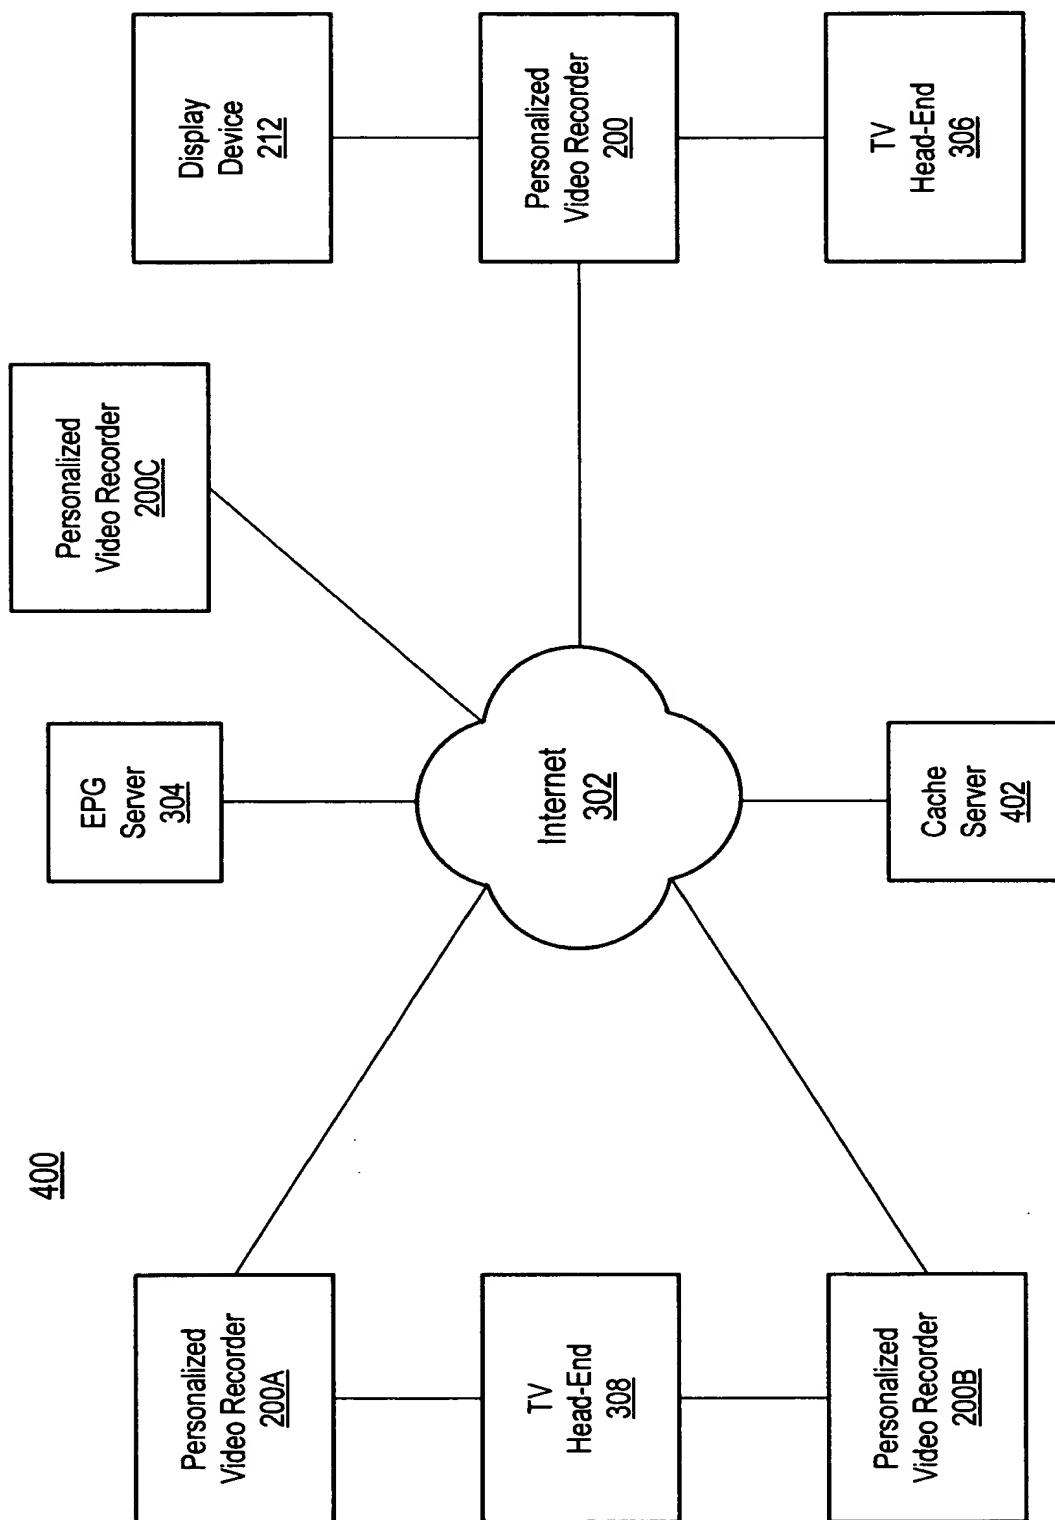 400
Personalized
Video Recorder
200A
TV
Head-End
308
Personalized
Video Recorder
200B
EPG
Server
304
Internet
302
Cache
Server
402
Personalized
Video Recorder
200C
Display
Device
212
Personalized
Video Recorder
200
TV
Head-End
306